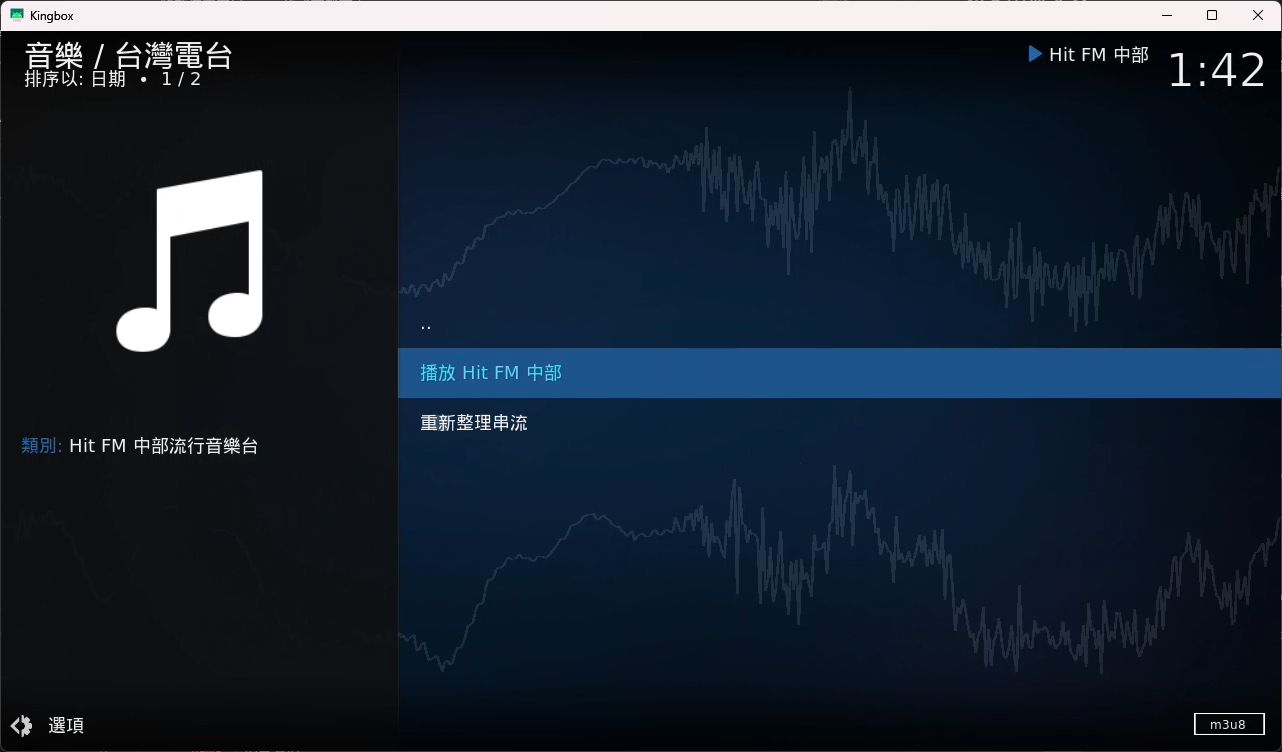 Kingbox
音樂 / 台灣電台
排序以: 日期 • 1 / 2
Hit FM 中部
1:42
..
播放 Hit FM 中部
重新整理串流
類別: Hit FM 中部流行音樂台
選項
m3u8